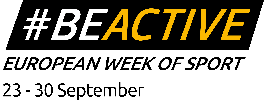 #BEACTIVE
EUROPEAN WEEK OF SPORT
23 - 30 September